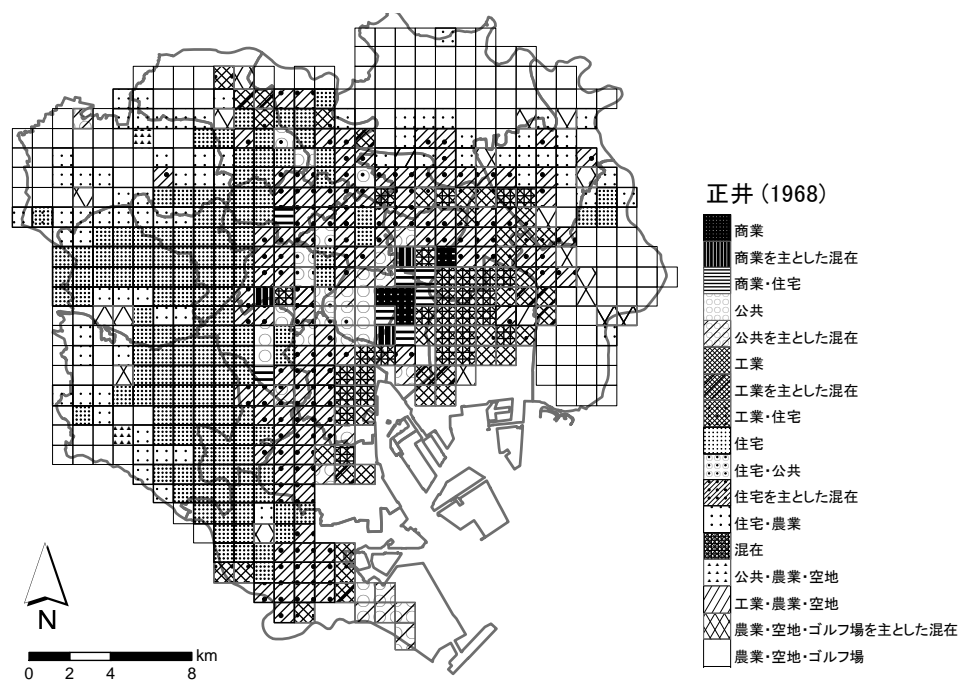 正井 (1968)
商業
商業を主とした混在
商業・住宅
公共
公共を主とした混在
工業
工業を主とした混在
工業・住宅
住宅
住宅・公共
住宅を主とした混在
住宅・農業
混在
公共・農業・空地
工業・農業・空地
農業・空地・ゴルフ場を主とした混在
農業・空地・ゴルフ場
N
km
0 2 4 8